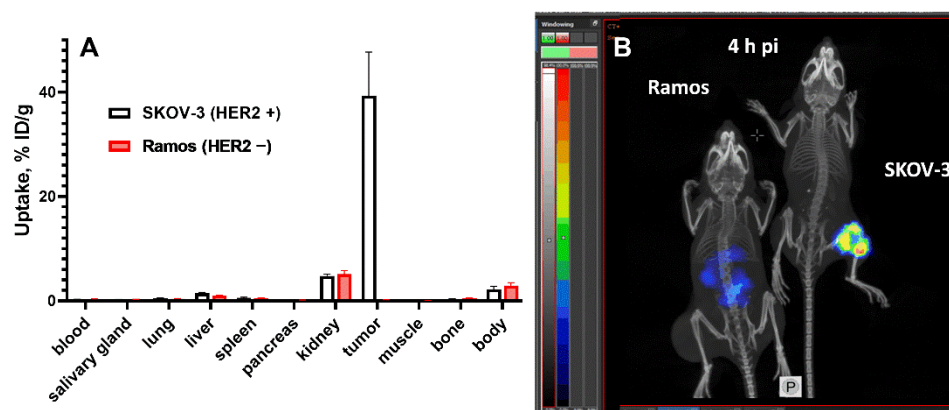 A
60
40
20
0
Uptake, % ID/g
SKOV-3 (HER2 +)
Ramos (HER2 −)
blood
salivary gland
lung
liver
spleen
pancreas
kidney
tumor
muscle
bone
body
Windowing
B
4 h pi
Ramos
SKOV-3
P